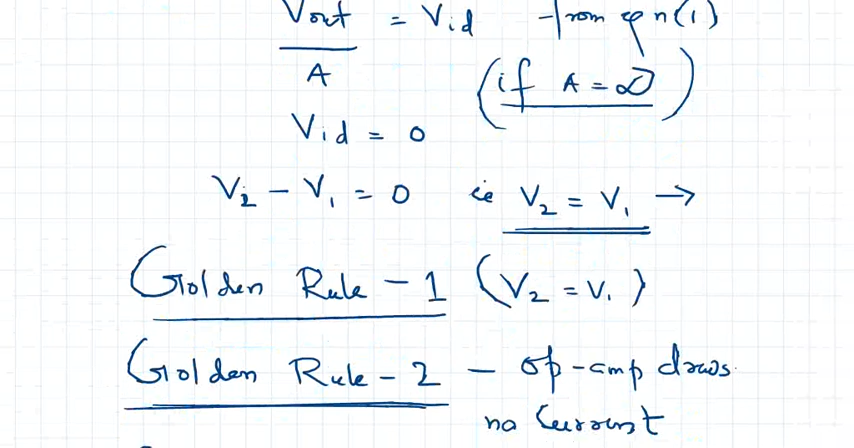 Vout/A = Vid from eqn(1)
(if A = ∞)
Vid = 0
V2 - V1 = 0 ie V2 = V1 →
Golden Rule - 1 (V2 = V1)
Golden Rule - 2 - op-amp draws
no Current